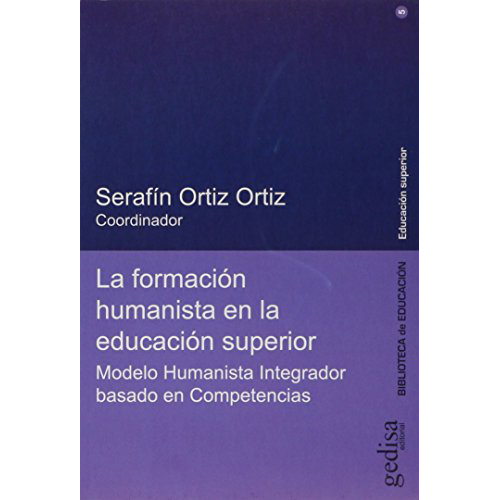 5
Serafín Ortiz Ortiz
Coordinador
La formación
humanista en la
educación superior
Modelo Humanista Integrador
basado en Competencias
Educación superior
BIBLIOTECA de EDUCACIÓN
gedisa
editorial